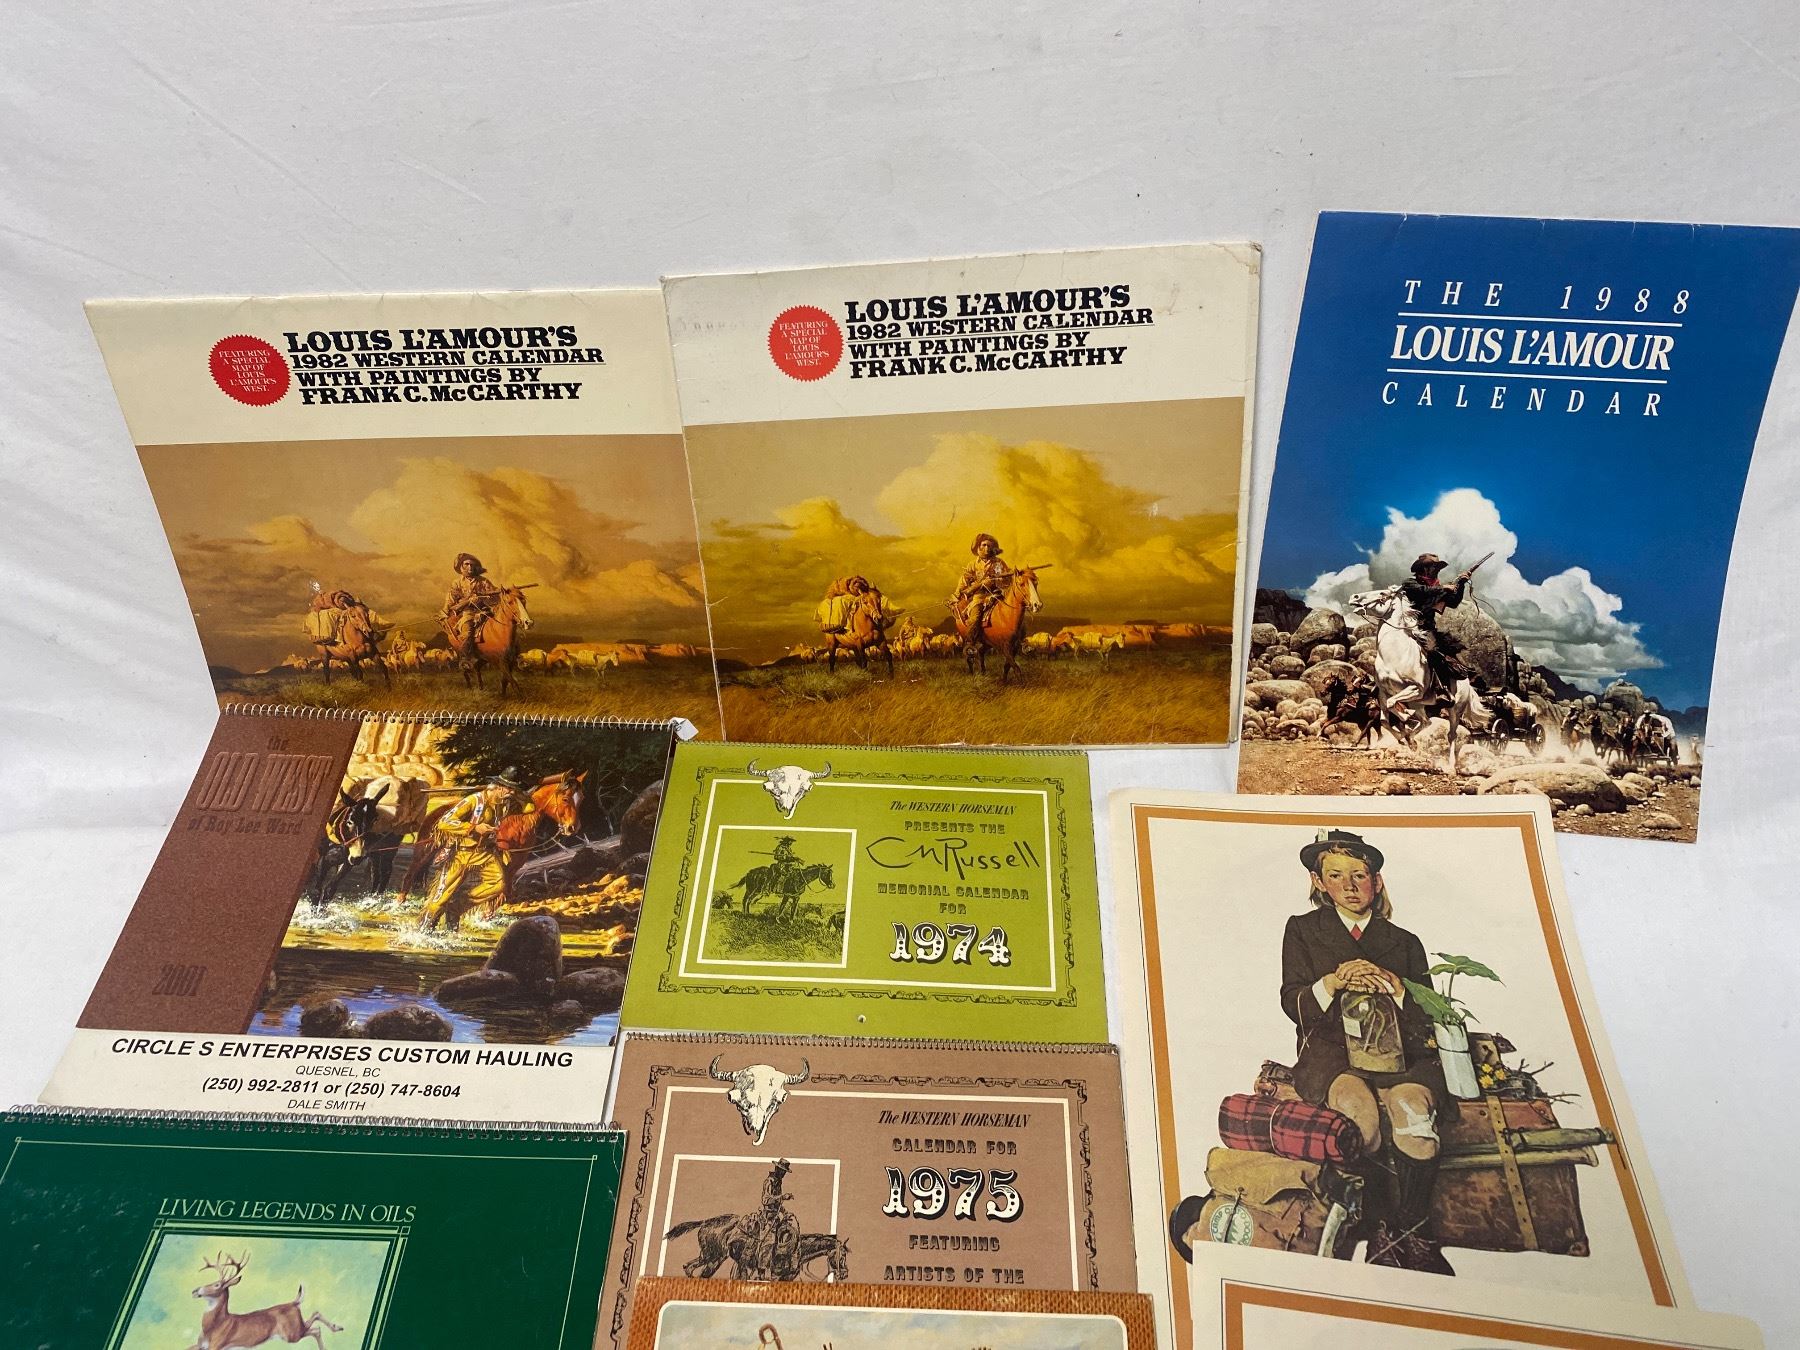 FEATURING
A SPECIAL
MAP OF
LOUIS
L'AMOUR'S
WEST.
LOUIS L'AMOUR'S
1982 WESTERN CALENDAR
WITH PAINTINGS BY
FRANK C. McCARTHY
FEATURING
A SPECIAL
MAP OF
LOUIS
L'AMOUR'S
WEST.
LOUIS L'AMOUR'S
1982 WESTERN CALENDAR
WITH PAINTINGS BY
FRANK C. McCARTHY
THE 1988
LOUIS L'AMOUR
CALENDAR
the
OLD WEST
of Roy Lee Ward
2001
CIRCLE S ENTERPRISES CUSTOM HAULING
QUESNEL, BC
(250) 992-2811 or (250) 747-8604
DALE SMITH
The WESTERN HORSEMAN
PRESENTS THE
CMRussell
MEMORIAL CALENDAR
FOR
1974
The WESTERN HORSEMAN
CALENDAR FOR
1975
FEATURING
ARTISTS OF THE
LIVING LEGENDS IN OILS